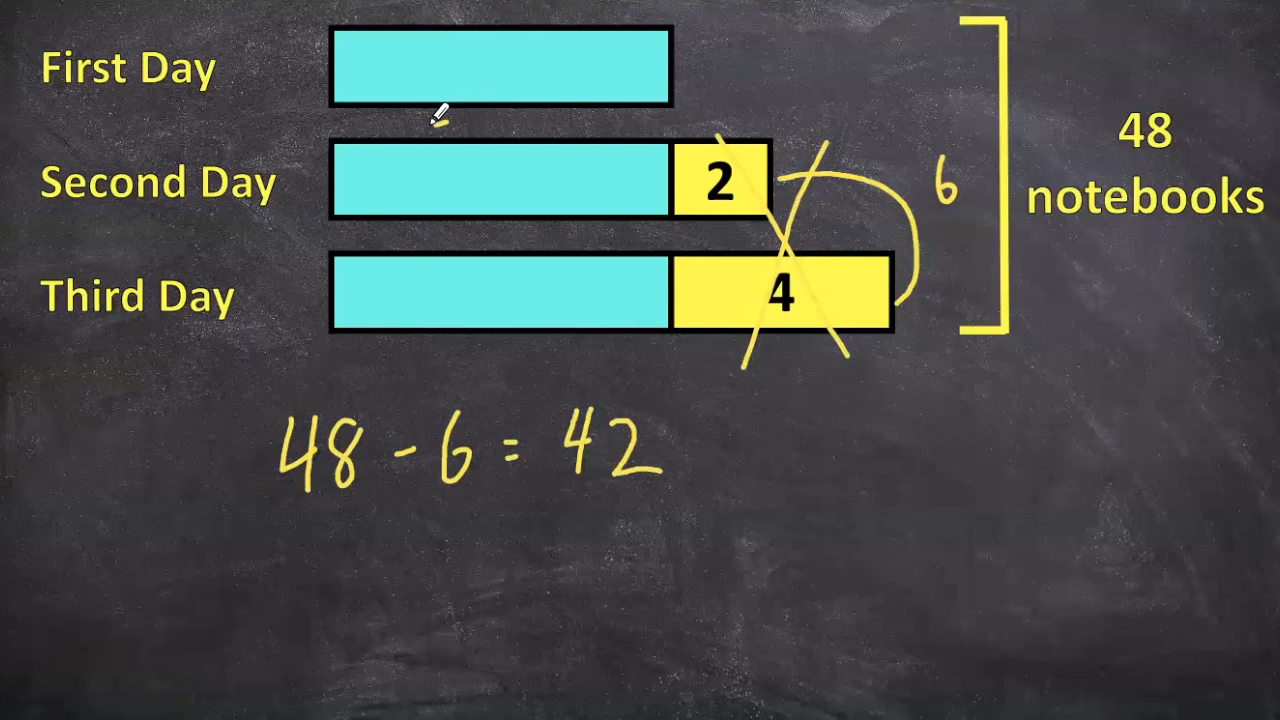 First Day
Second Day 2 6
Third Day 4
48
notebooks
48 - 6 = 42